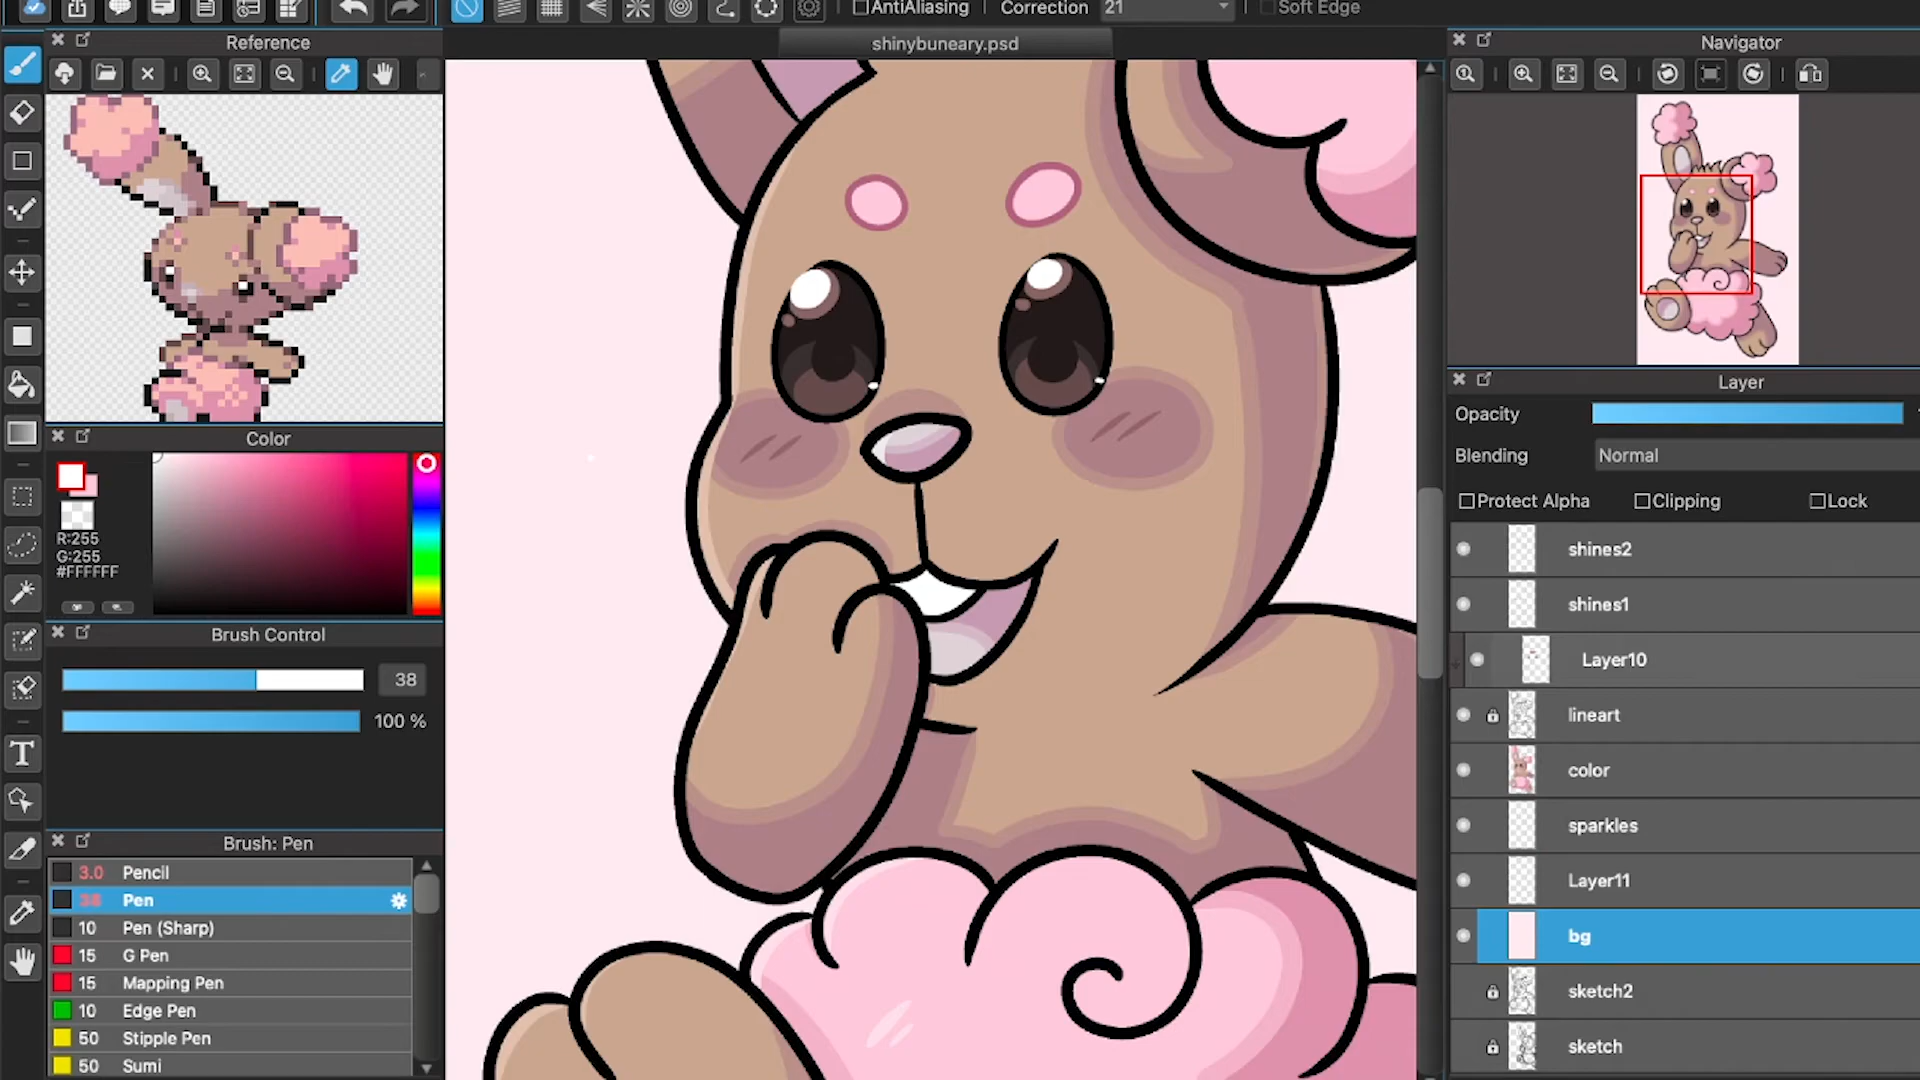 AntiAliasing
Correction 21
Soft Edge
Reference
shinybuneary.psd
Navigator
Color
R:255
G:255
#FFFFFF
Brush Control
38
100 %
Brush: Pen
3.0 Pencil
38 Pen
10 Pen (Sharp)
15 G Pen
15 Mapping Pen
10 Edge Pen
50 Stipple Pen
50 Sumi
Layer
Opacity
Blending Normal
Protect Alpha Clipping Lock
shines2
shines1
Layer10
lineart
color
sparkles
Layer11
bg
sketch2
sketch